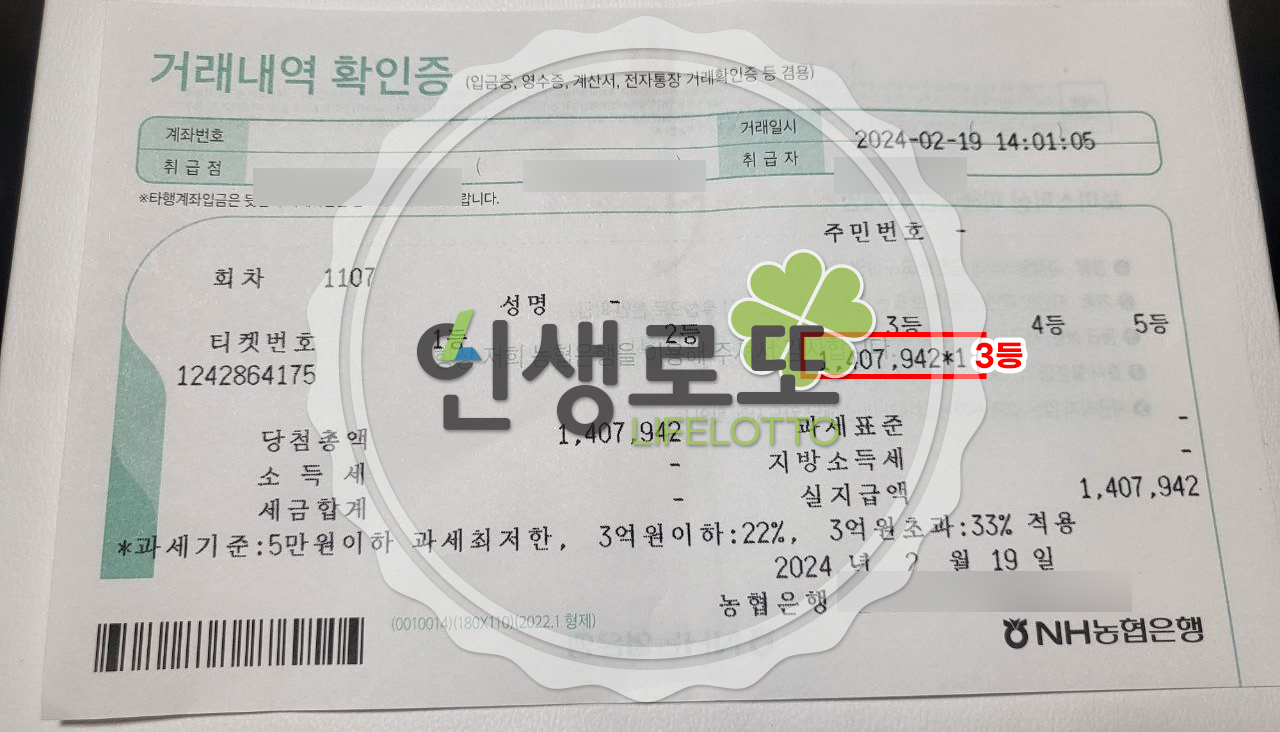 거래내역 확인증 (입금증, 영수증, 계산서, 전자통장 거래확인증 등 겸용)
계좌번호 거래일시 2024-02-19 14:01:05
취급점 ( ) 취급자
※타행계좌입금은 뒷 랍니다.
주민번호 -
회차 1107
성명 -
티켓번호 1등 2등 3등 4등 5등
1242864175 1,407,942*1 3등
인생로또
LIFELOTTO
당첨총액 1,407,942 과세표준 -
소득세 - 지방소득세 -
세금합계 - 실지급액 1,407,942
*과세기준:5만원이하 과세최저한, 3억원이하:22%, 3억원초과:33% 적용
2024 년 2 월 19 일
농협은행
(0010014)(180X110)(2022.1 형제)
NH농협은행